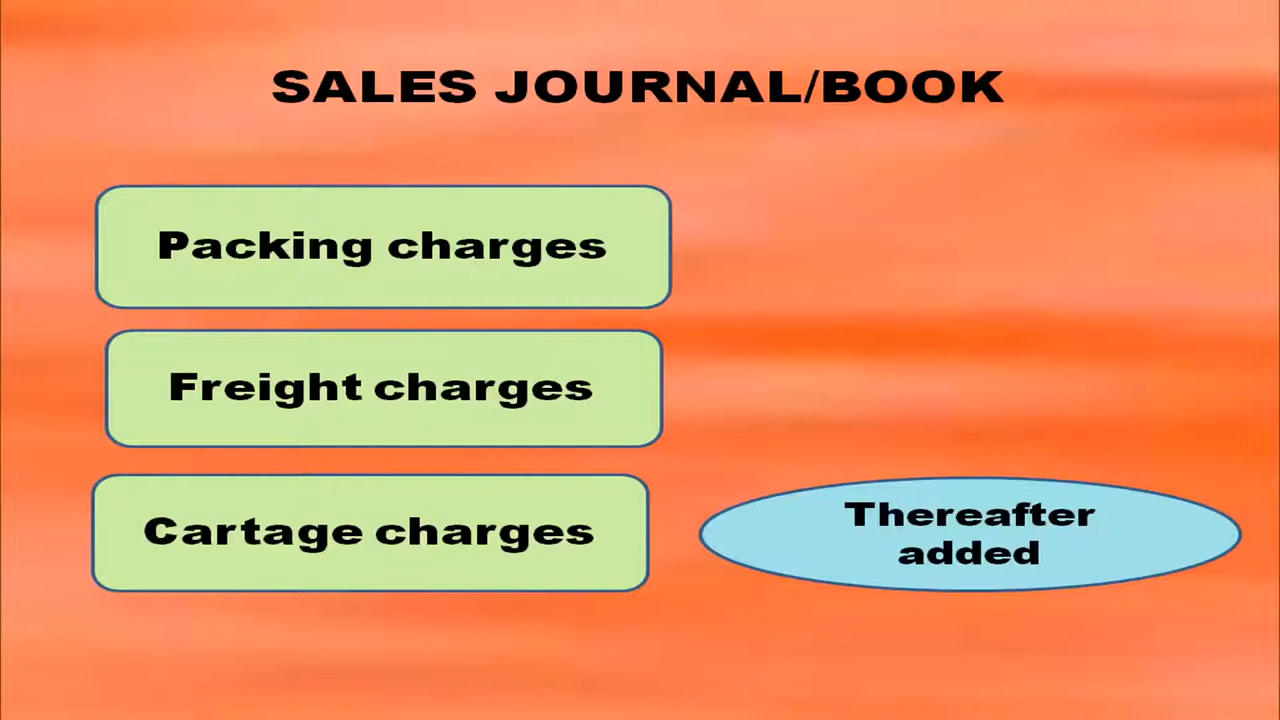 SALES JOURNAL/BOOK
Packing charges
Freight charges
Cartage charges
Thereafter
added